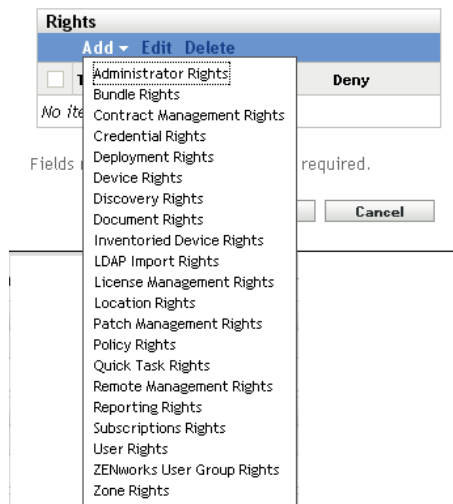 Rights
Add Edit Delete
Deny
Administrator Rights
Bundle Rights
Contract Management Rights
Credential Rights
Deployment Rights
Device Rights
Discovery Rights
Document Rights
Inventoried Device Rights
LDAP Import Rights
License Management Rights
Location Rights
Patch Management Rights
Policy Rights
Quick Task Rights
Remote Management Rights
Reporting Rights
Subscriptions Rights
User Rights
ZENworks User Group Rights
Zone Rights
No
Fields required.
Cancel